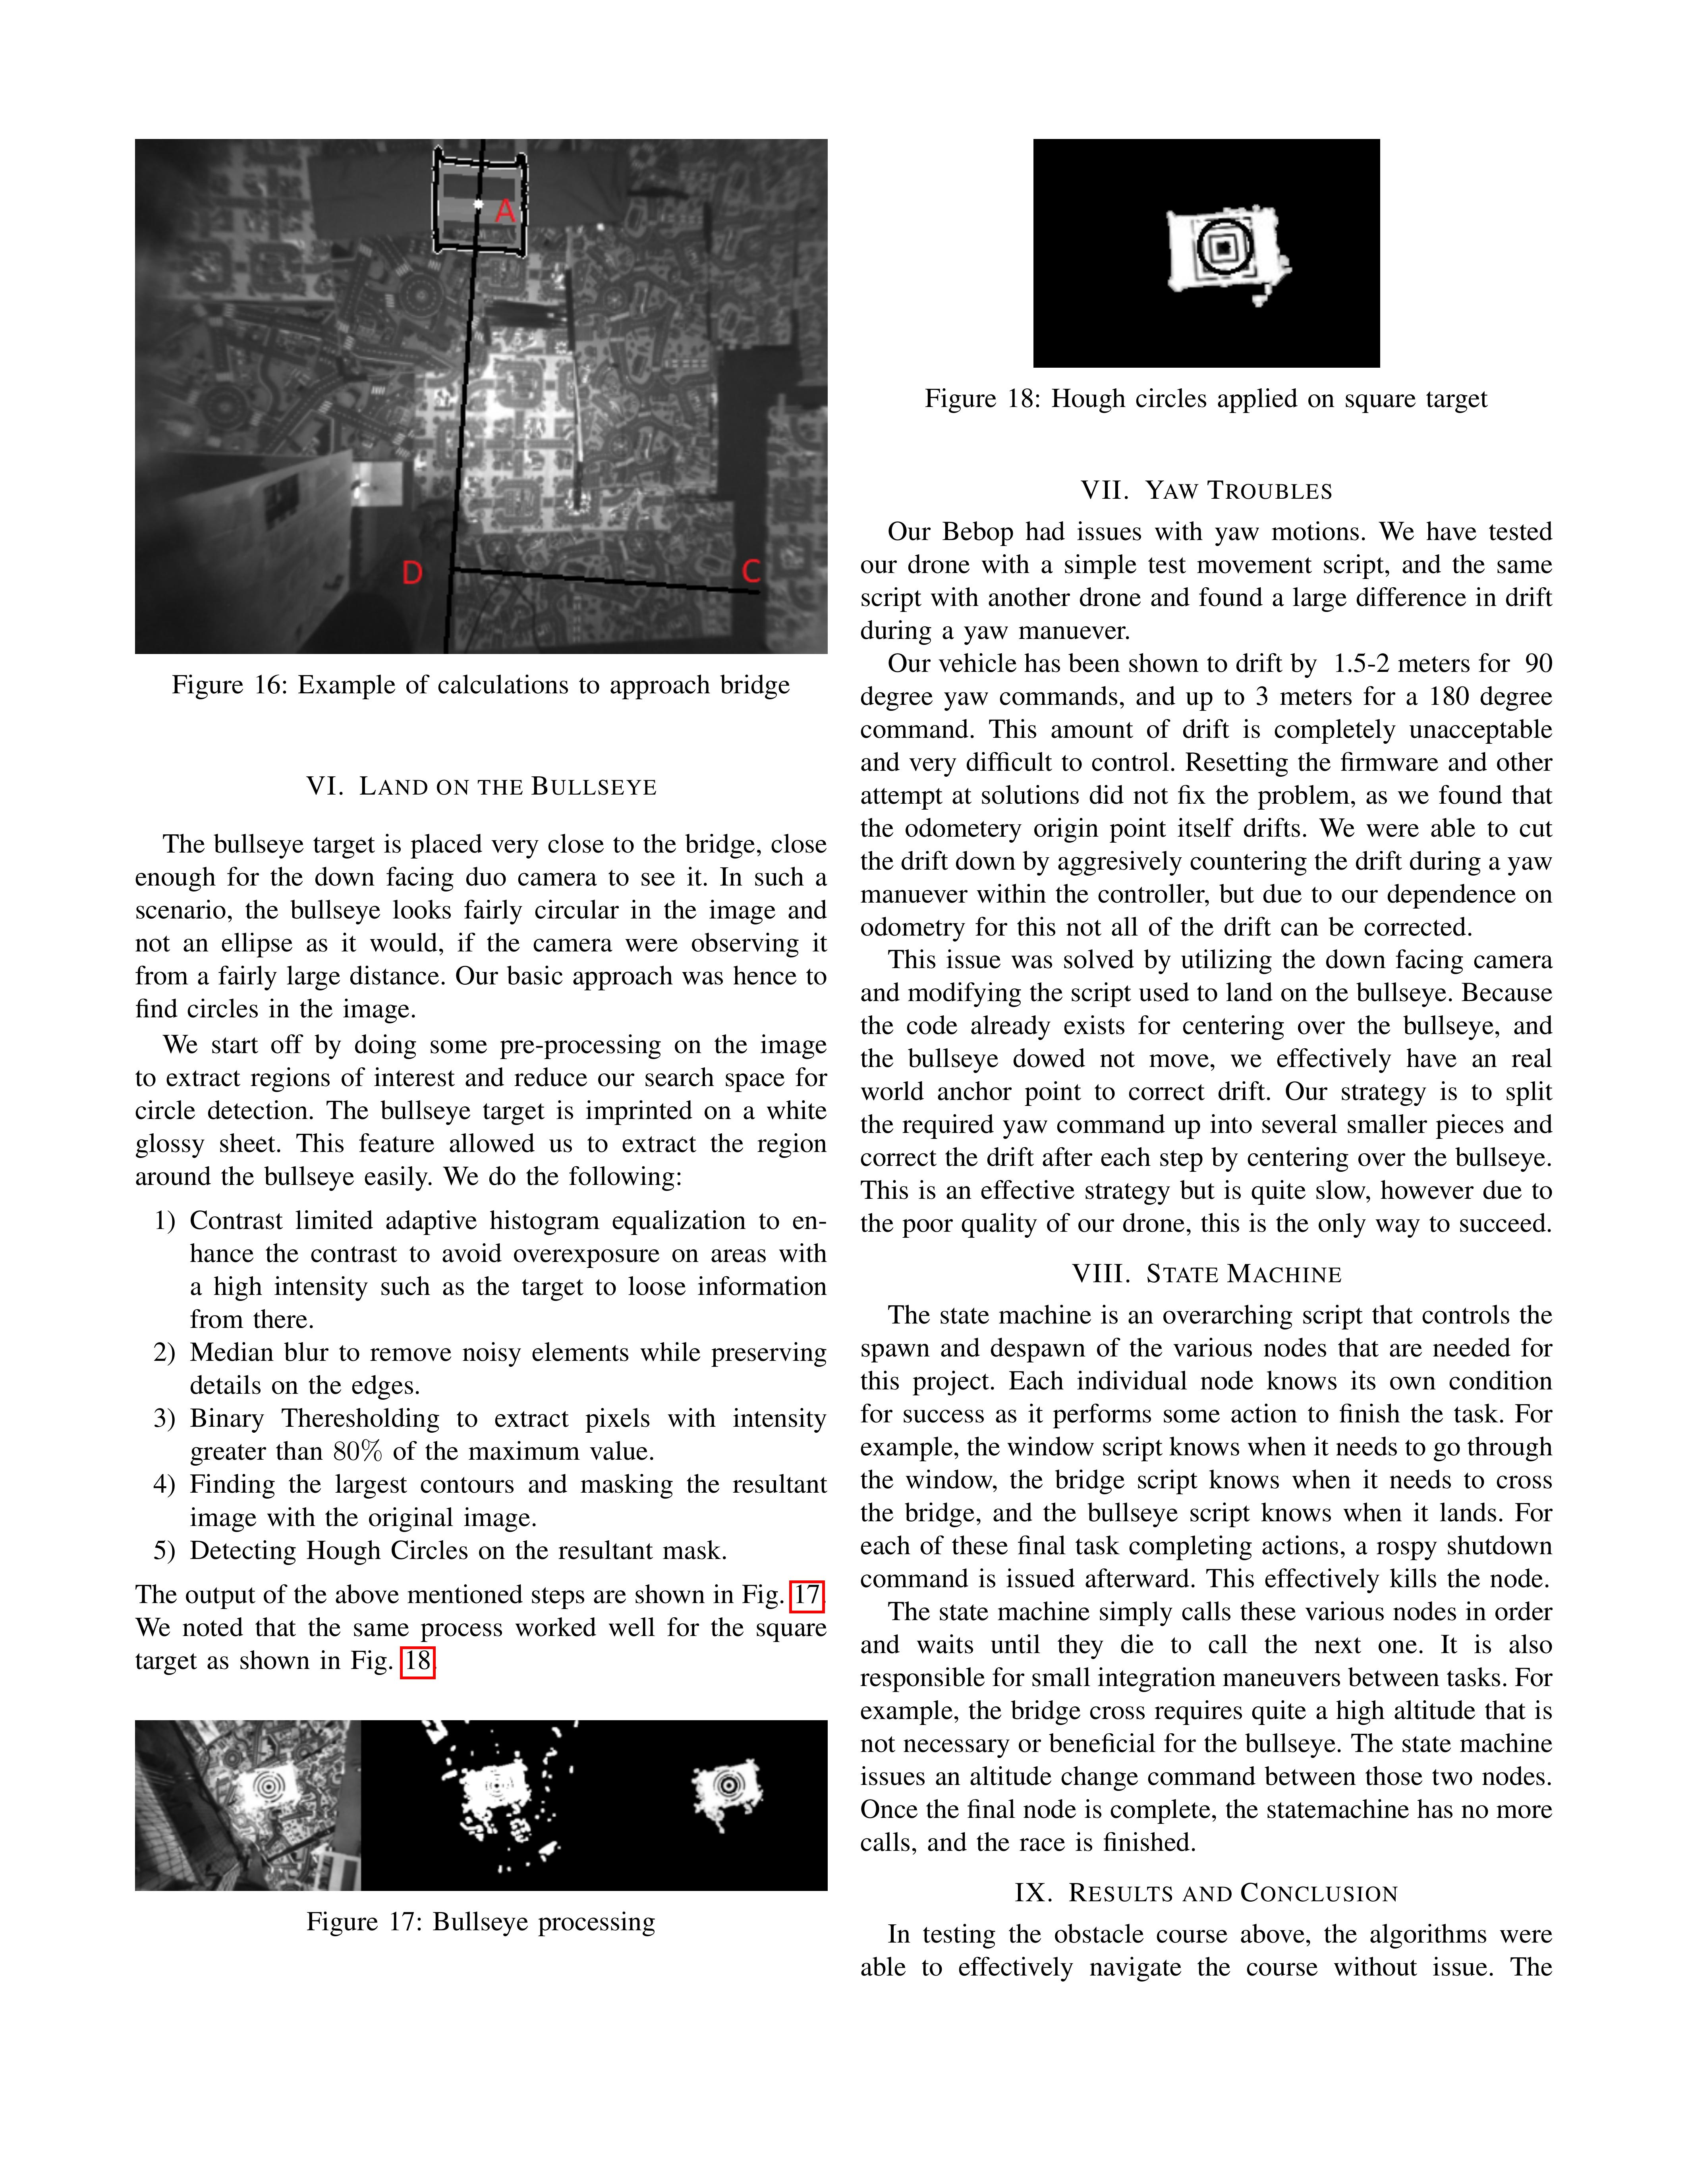 A
D
C
Figure 16: Example of calculations to approach bridge
VI. LAND ON THE BULLSEYE
The bullseye target is placed very close to the bridge, close
enough for the down facing duo camera to see it. In such a
scenario, the bullseye looks fairly circular in the image and
not an ellipse as it would, if the camera were observing it
from a fairly large distance. Our basic approach was hence to
find circles in the image.
We start off by doing some pre-processing on the image
to extract regions of interest and reduce our search space for
circle detection. The bullseye target is imprinted on a white
glossy sheet. This feature allowed us to extract the region
around the bullseye easily. We do the following:
1) Contrast limited adaptive histogram equalization to en-
hance the contrast to avoid overexposure on areas with
a high intensity such as the target to loose information
from there.
2) Median blur to remove noisy elements while preserving
details on the edges.
3) Binary Theresholding to extract pixels with intensity
greater than 80% of the maximum value.
4) Finding the largest contours and masking the resultant
image with the original image.
5) Detecting Hough Circles on the resultant mask.
The output of the above mentioned steps are shown in Fig. 17.
We noted that the same process worked well for the square
target as shown in Fig. 18.
Figure 17: Bullseye processing
Figure 18: Hough circles applied on square target
VII. YAW TROUBLES
Our Bebop had issues with yaw motions. We have tested
our drone with a simple test movement script, and the same
script with another drone and found a large difference in drift
during a yaw manuever.
Our vehicle has been shown to drift by 1.5-2 meters for 90
degree yaw commands, and up to 3 meters for a 180 degree
command. This amount of drift is completely unacceptable
and very difficult to control. Resetting the firmware and other
attempt at solutions did not fix the problem, as we found that
the odometery origin point itself drifts. We were able to cut
the drift down by aggresively countering the drift during a yaw
manuever within the controller, but due to our dependence on
odometry for this not all of the drift can be corrected.
This issue was solved by utilizing the down facing camera
and modifying the script used to land on the bullseye. Because
the code already exists for centering over the bullseye, and
the bullseye dowed not move, we effectively have an real
world anchor point to correct drift. Our strategy is to split
the required yaw command up into several smaller pieces and
correct the drift after each step by centering over the bullseye.
This is an effective strategy but is quite slow, however due to
the poor quality of our drone, this is the only way to succeed.
VIII. STATE MACHINE
The state machine is an overarching script that controls the
spawn and despawn of the various nodes that are needed for
this project. Each individual node knows its own condition
for success as it performs some action to finish the task. For
example, the window script knows when it needs to go through
the window, the bridge script knows when it needs to cross
the bridge, and the bullseye script knows when it lands. For
each of these final task completing actions, a rospy shutdown
command is issued afterward. This effectively kills the node.
The state machine simply calls these various nodes in order
and waits until they die to call the next one. It is also
responsible for small integration maneuvers between tasks. For
example, the bridge cross requires quite a high altitude that is
not necessary or beneficial for the bullseye. The state machine
issues an altitude change command between those two nodes.
Once the final node is complete, the statemachine has no more
calls, and the race is finished.
IX. RESULTS AND CONCLUSION
In testing the obstacle course above, the algorithms were
able to effectively navigate the course without issue. The